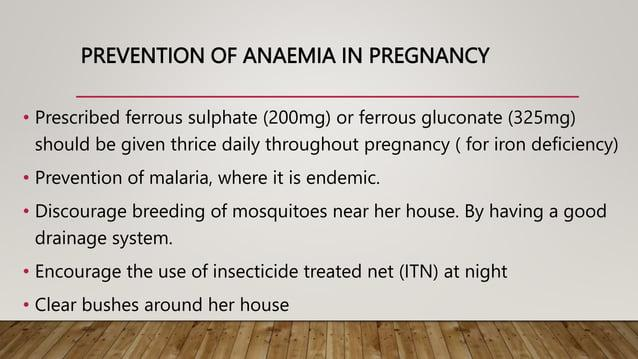 PREVENTION OF ANAEMIA IN PREGNANCY
• Prescribed ferrous sulphate (200mg) or ferrous gluconate (325mg)
should be given thrice daily throughout pregnancy ( for iron deficiency)
• Prevention of malaria, where it is endemic.
• Discourage breeding of mosquitoes near her house. By having a good
drainage system.
• Encourage the use of insecticide treated net (ITN) at night
• Clear bushes around her house